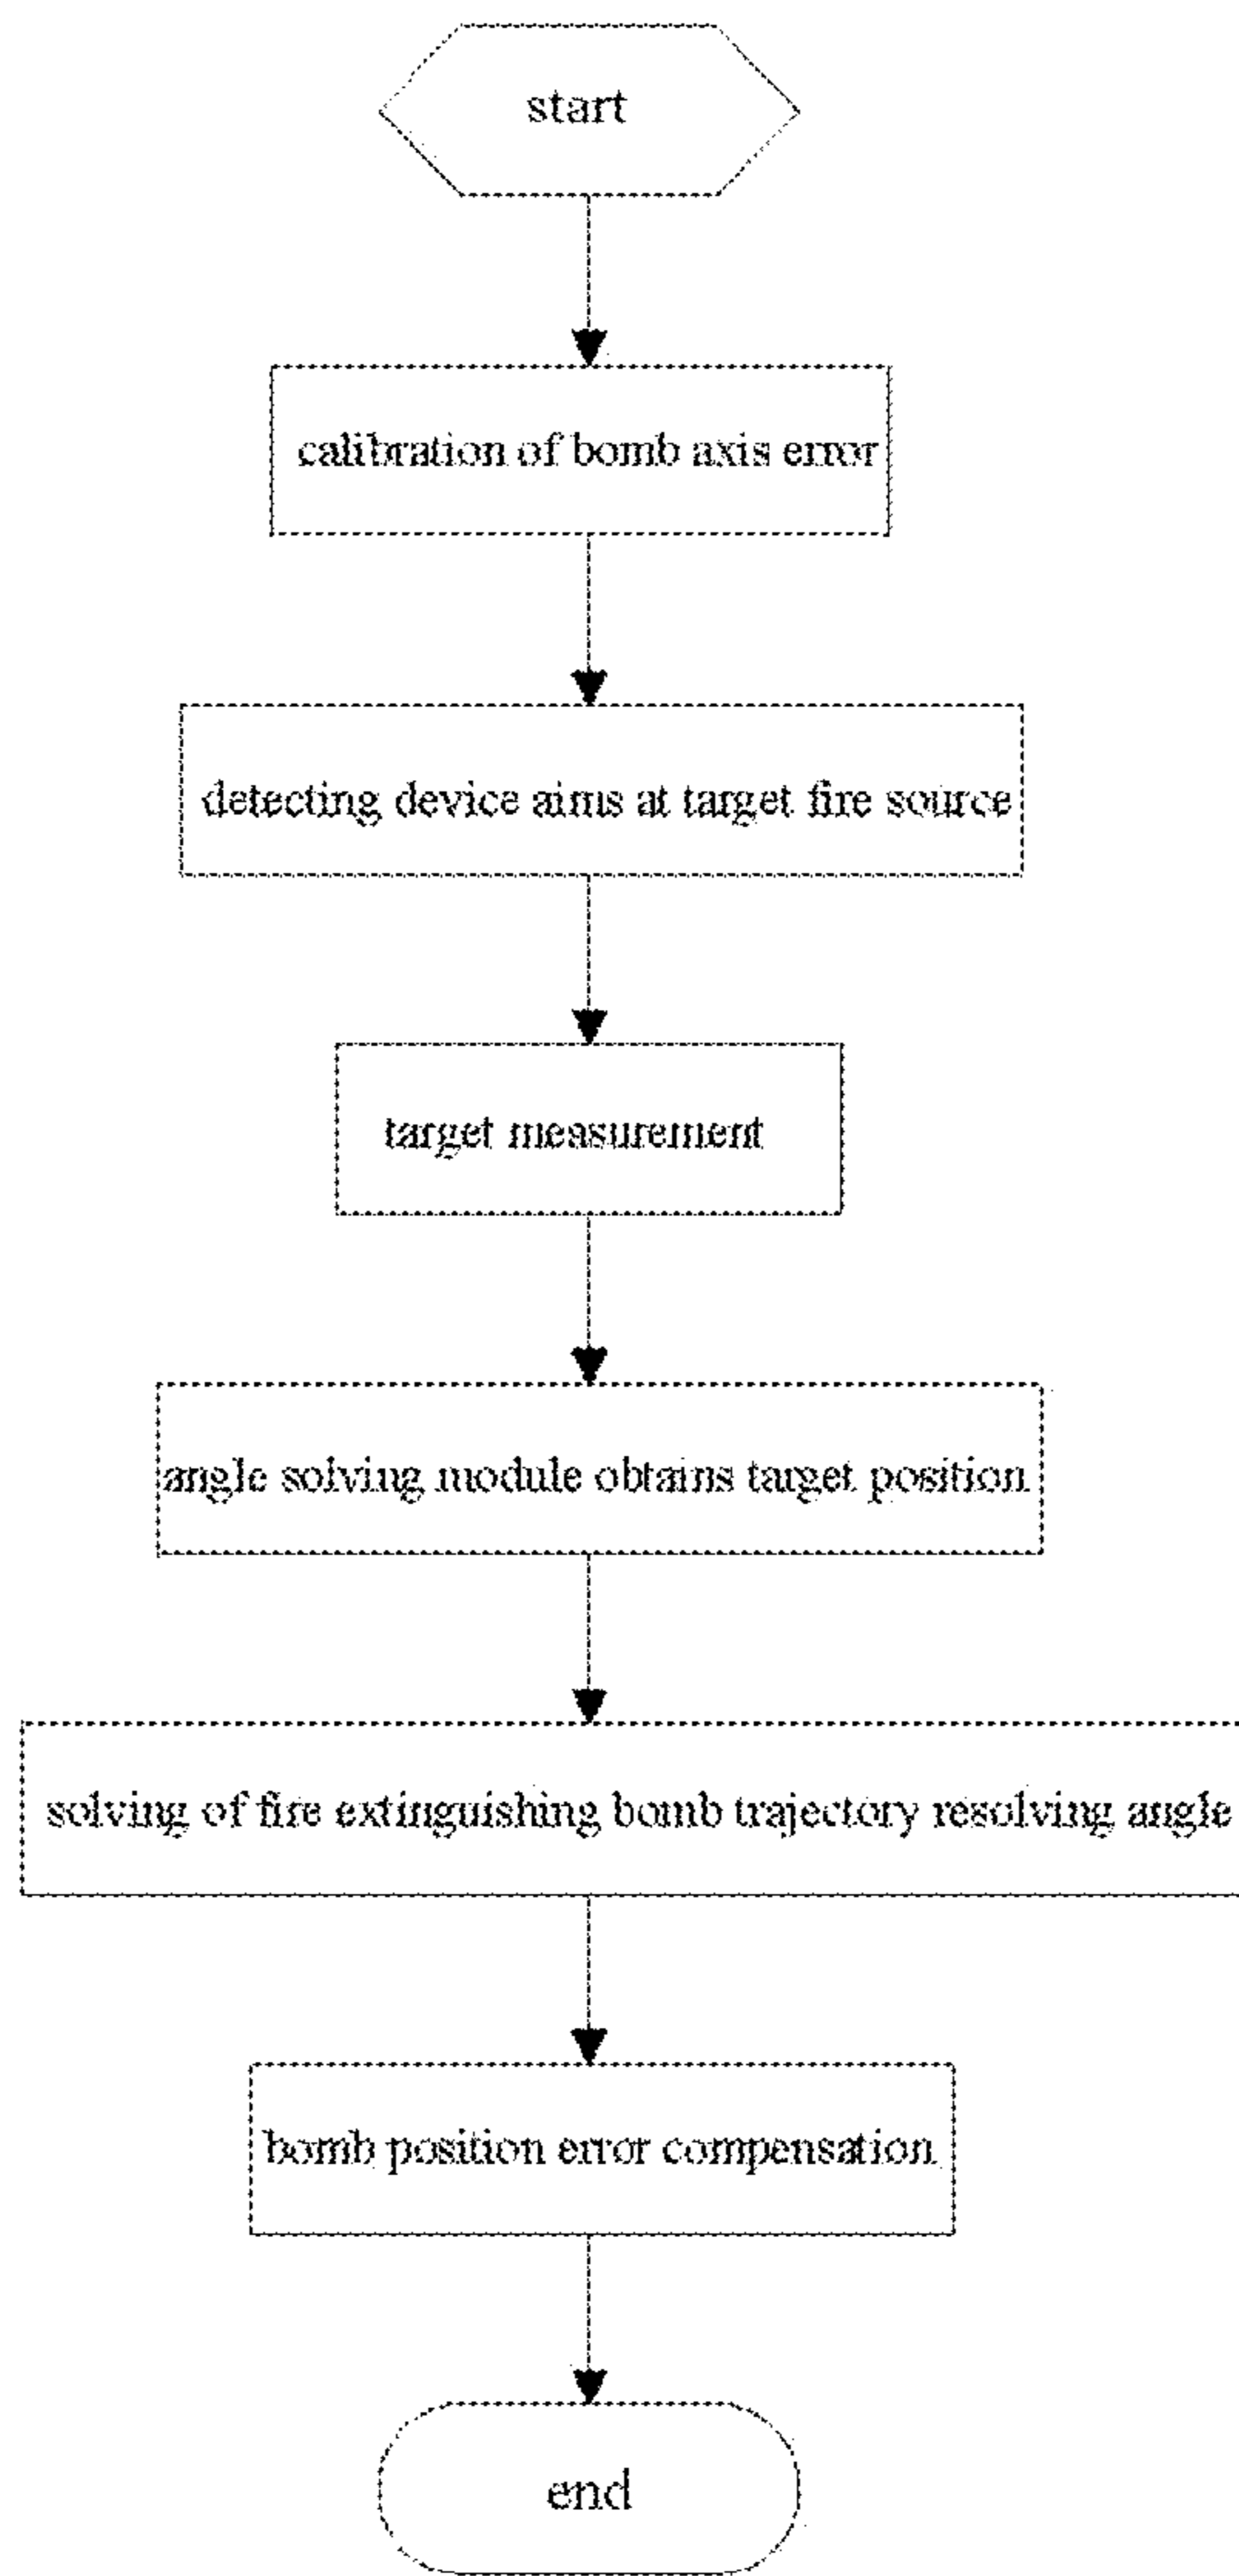 start
calibration of bomb axis error
detecting device aims at target fire source
target measurement
angle solving module obtains target position
solving of fire extinguishing bomb trajectory resolving angle
bomb position error compensation
end